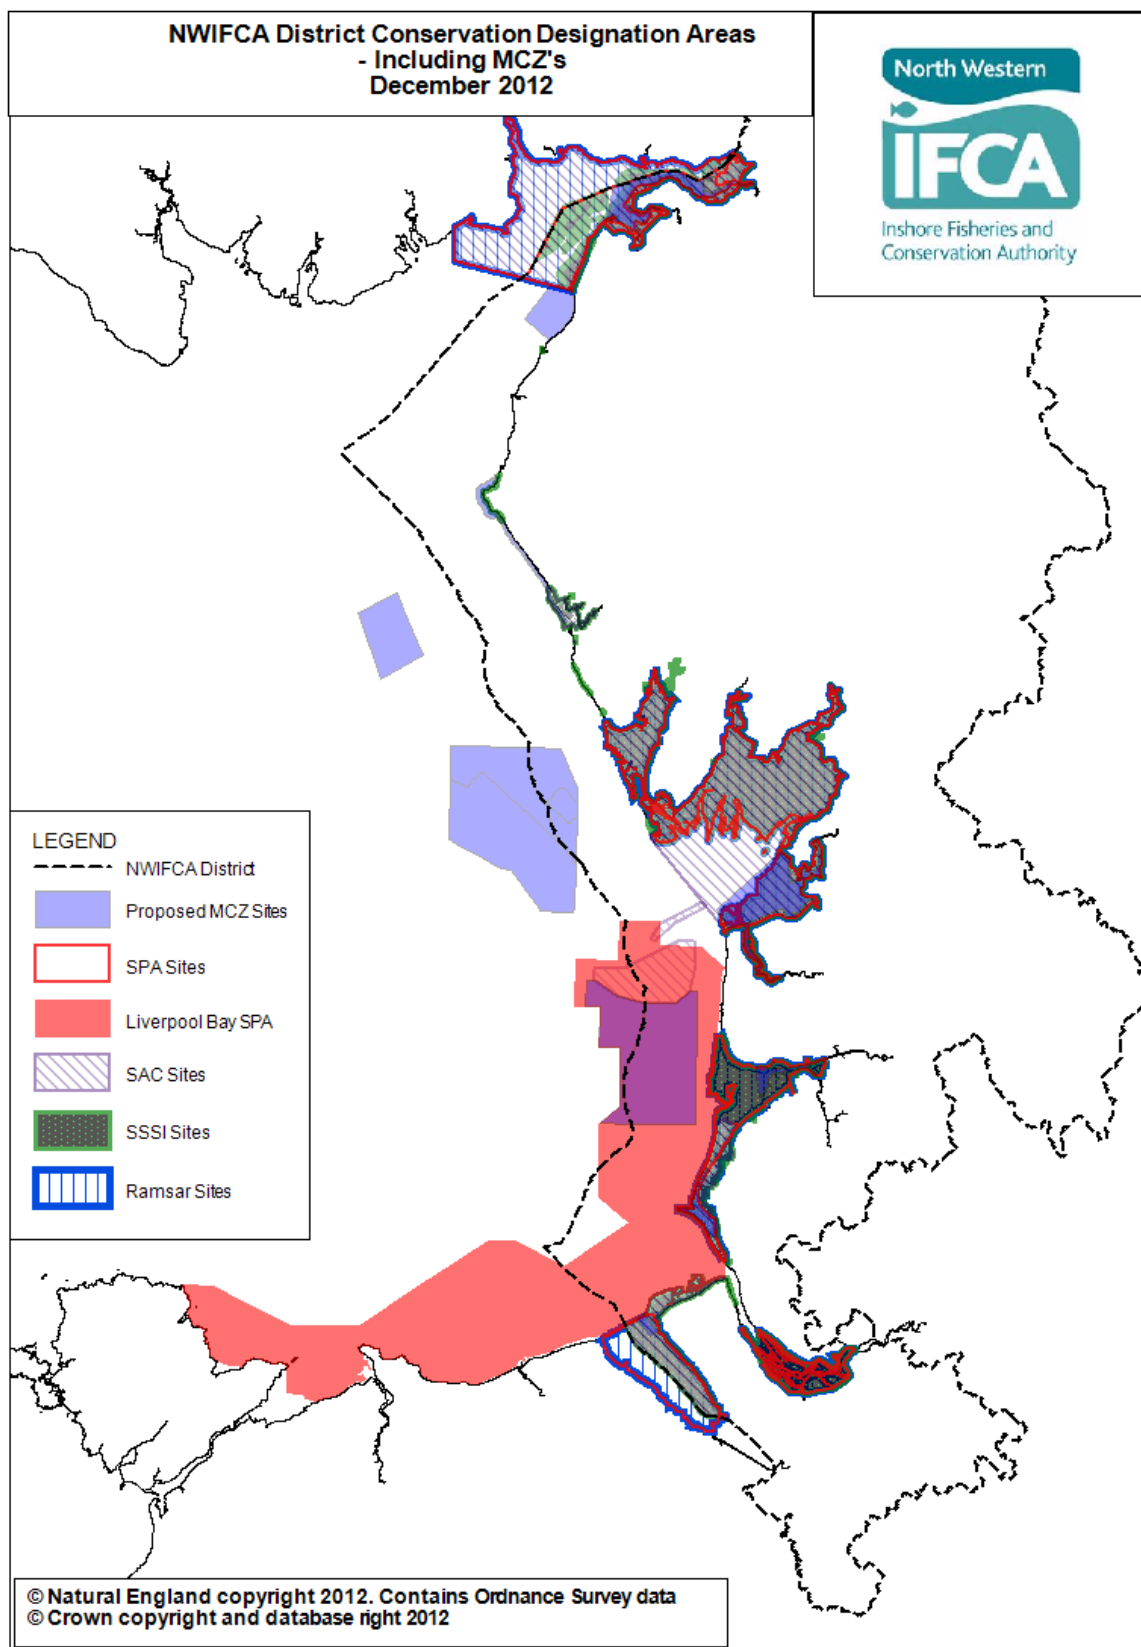 NWIFCA District Conservation Designation Areas
- Including MCZ's
December 2012
North Western
IFCA
Inshore Fisheries and
Conservation Authority
LEGEND
NWIFCA District
Proposed MCZ Sites
SPA Sites
Liverpool Bay SPA
SAC Sites
SSSI Sites
Ramsar Sites
© Natural England copyright 2012. Contains Ordnance Survey data
© Crown copyright and database right 2012